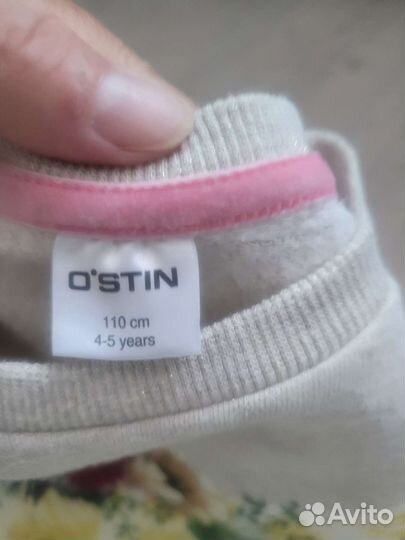 O'STIN
110 cm
4-5 years
Avito